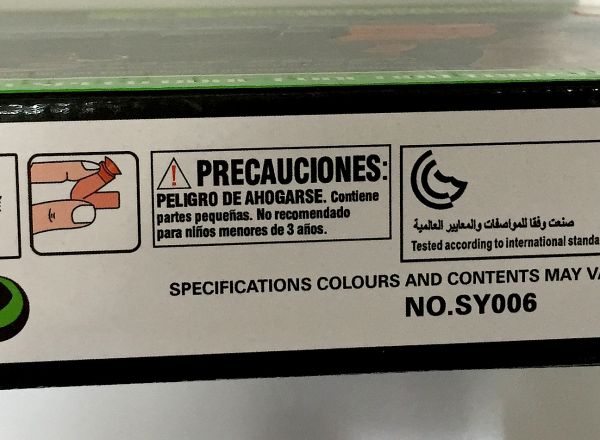 PRECAUCIONES:
PELIGRO DE AHOGARSE. Contiene
partes pequeñas. No recomendado
para niños menores de 3 años.
صنعت وفقا للمواصفات والمعايير العالمية
Tested according to international standa
SPECIFICATIONS COLOURS AND CONTENTS MAY VA
NO.SY006